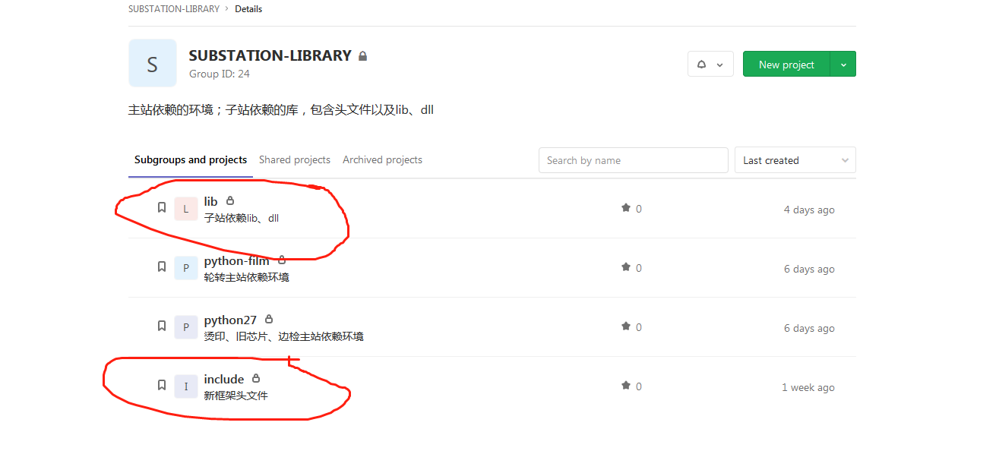 SUBSTATION-LIBRARY › Details
S
SUBSTATION-LIBRARY
Group ID: 24
New project
主站依赖的环境；子站依赖的库，包含头文件以及lib、dll
Subgroups and projects Shared projects Archived projects Search by name Last created
L lib 0 4 days ago
子站依赖lib、dll
P python-film 0 6 days ago
轮转主站依赖环境
P python27 0 6 days ago
烫印、旧芯片、边检主站依赖环境
I include 0 1 week ago
新框架头文件